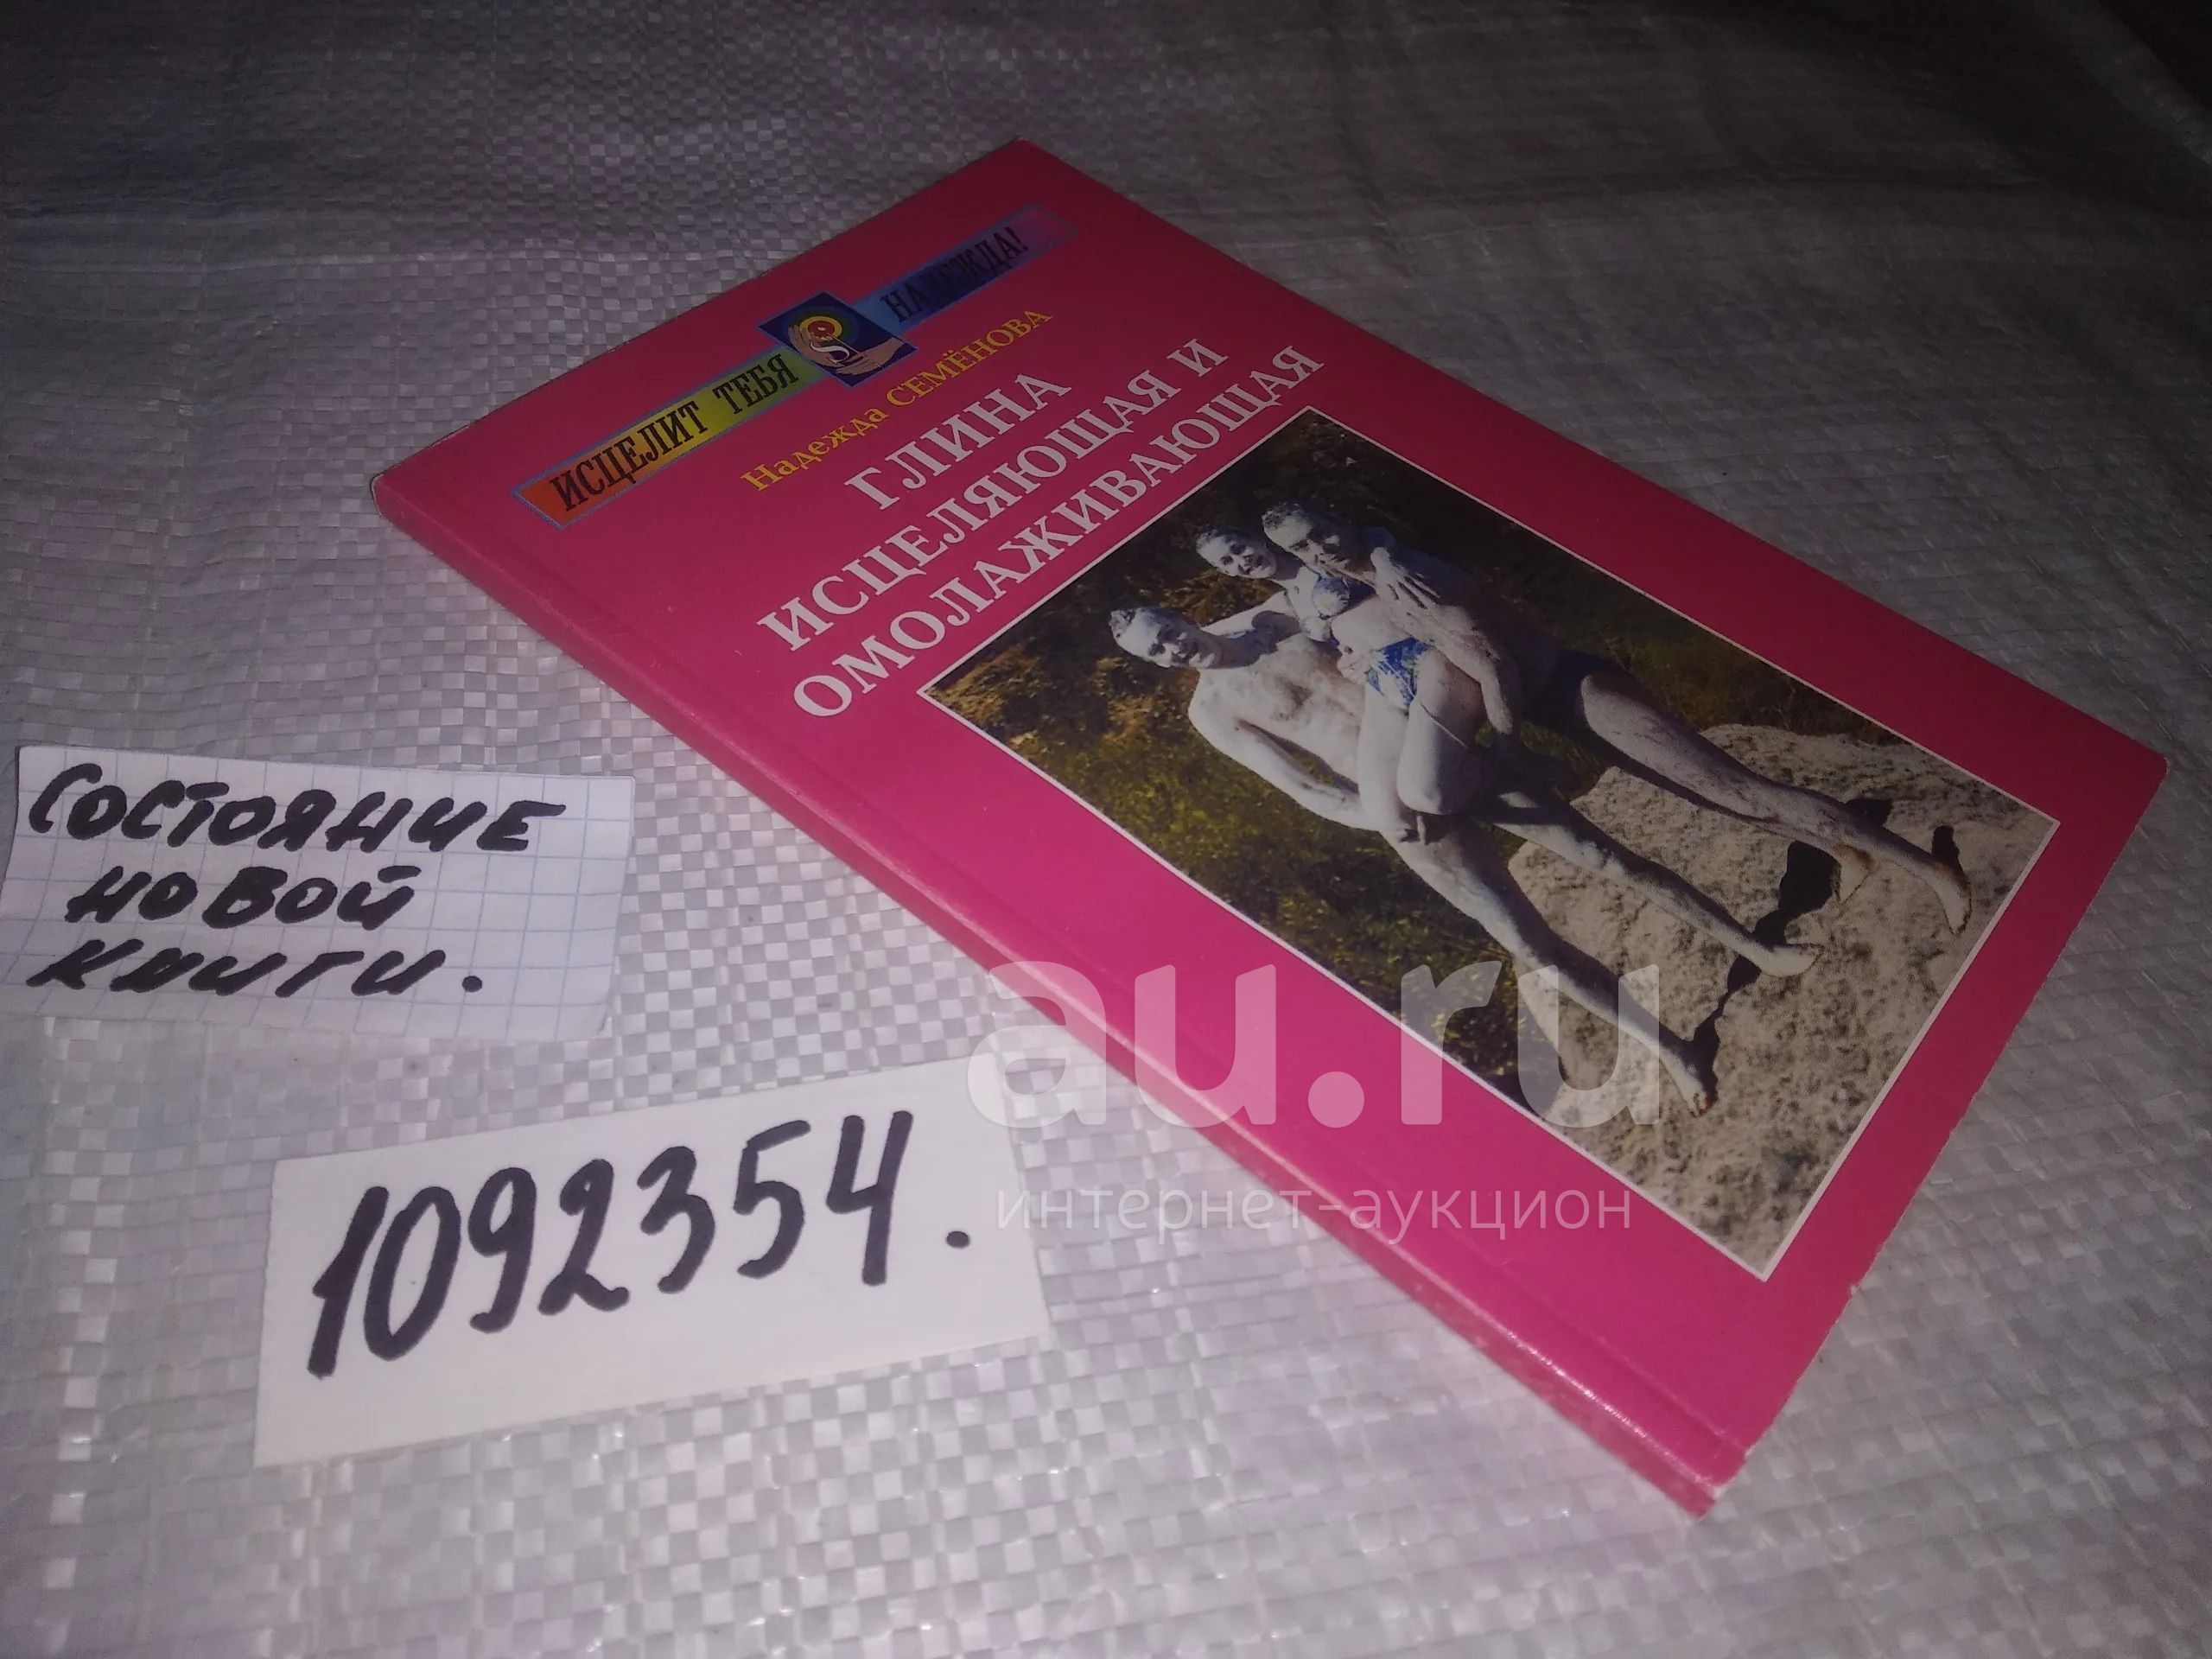 ИСЦЕЛИТ ТЕБЯ НАДЕЖДА!
Надежда СЕМЁНОВА
ГЛИНА
ИСЦЕЛЯЮЩАЯ И
ОМОЛАЖИВАЮЩАЯ
СОСТОЯНИЕ
НОВОЙ
КНИГИ.
1092354.
au.ru
интернет-аукцион